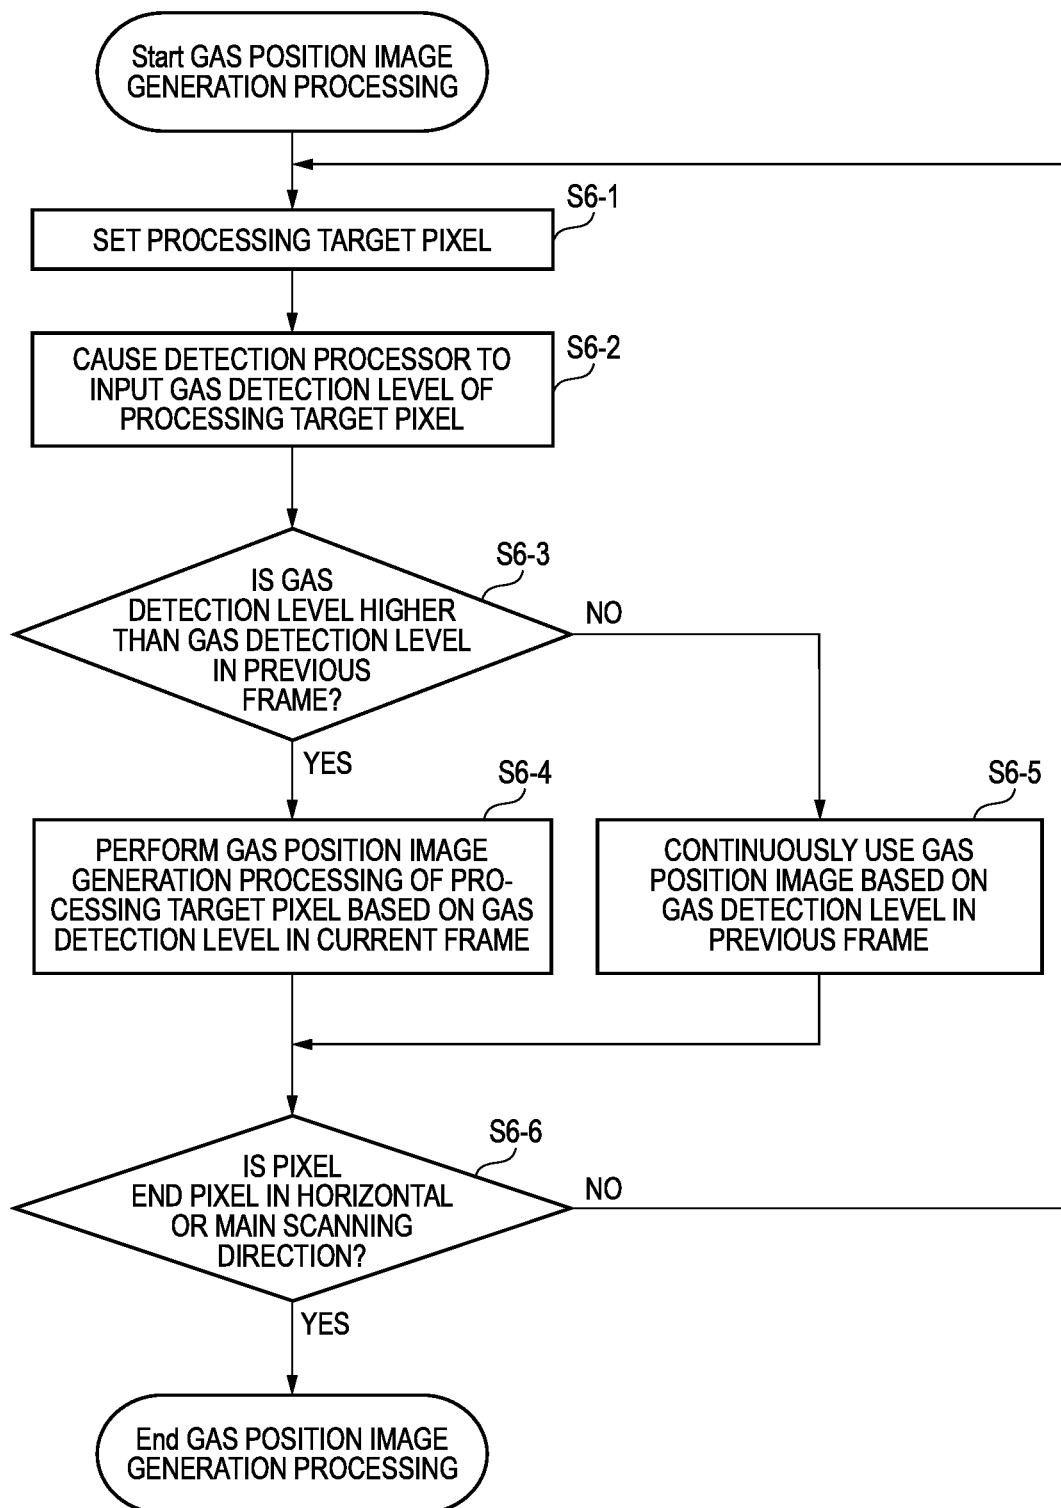 Start GAS POSITION IMAGE
GENERATION PROCESSING
S6-1
SET PROCESSING TARGET PIXEL
S6-2
CAUSE DETECTION PROCESSOR TO
INPUT GAS DETECTION LEVEL OF
PROCESSING TARGET PIXEL
S6-3
IS GAS
DETECTION LEVEL HIGHER
THAN GAS DETECTION LEVEL
IN PREVIOUS
FRAME?
NO
YES
S6-4
PERFORM GAS POSITION IMAGE
GENERATION PROCESSING OF PRO-
CESSING TARGET PIXEL BASED ON GAS
DETECTION LEVEL IN CURRENT FRAME
S6-5
CONTINUOUSLY USE GAS
POSITION IMAGE BASED ON
GAS DETECTION LEVEL IN
PREVIOUS FRAME
S6-6
IS PIXEL
END PIXEL IN HORIZONTAL
OR MAIN SCANNING
DIRECTION?
NO
YES
End GAS POSITION IMAGE
GENERATION PROCESSING